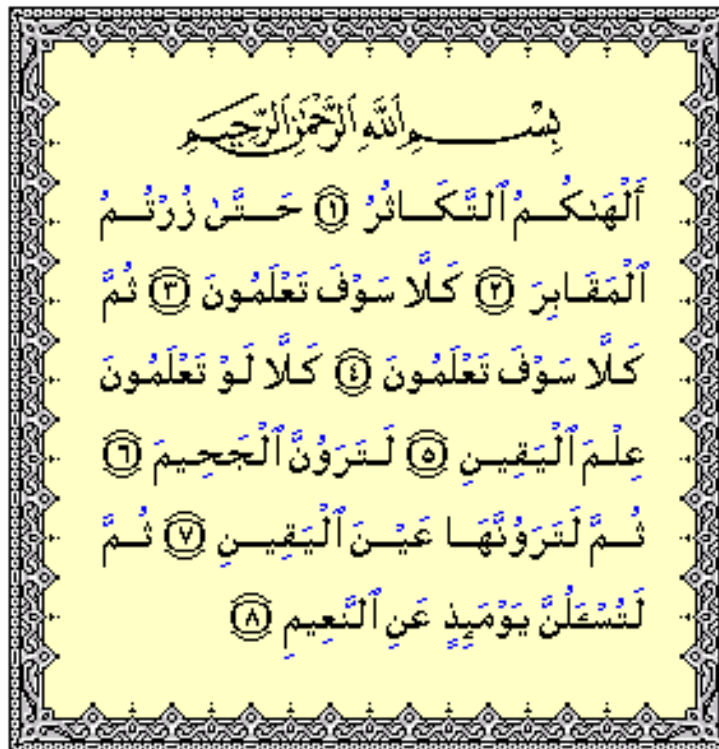 بِسْمِ ٱللَّهِ ٱلرَّحْمَٰنِ ٱلرَّحِيمِ
أَلْهَىٰكُمُ ٱلتَّكَاثُرُ ١ حَتَّىٰ زُرْتُمُ
ٱلْمَقَابِرَ ٢ كَلَّا سَوْفَ تَعْلَمُونَ ٣ ثُمَّ
كَلَّا سَوْفَ تَعْلَمُونَ ٤ كَلَّا لَوْ تَعْلَمُونَ
عِلْمَ ٱلْيَقِينِ ٥ لَتَرَوُنَّ ٱلْجَحِيمَ ٦
ثُمَّ لَتَرَوُنَّهَا عَيْنَ ٱلْيَقِينِ ٧ ثُمَّ
لَتُسْـَٔلُنَّ يَوْمَئِذٍ عَنِ ٱلنَّعِيمِ ٨